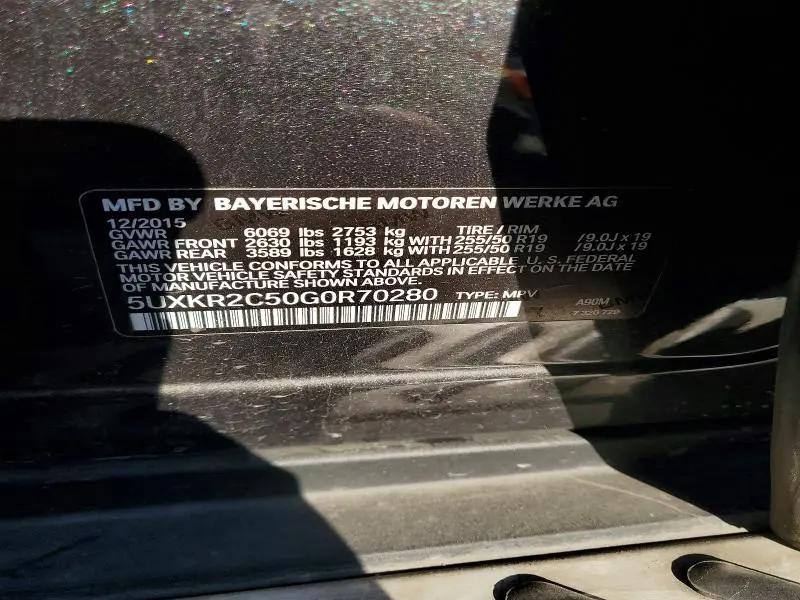 MFD BY BAYERISCHE MOTOREN WERKE AG
12/2015
GVWR 6069 lbs 2753 kg TIRE / RIM
GAWR FRONT 2630 lbs 1193 kg WITH 255/50 R19 /9.0J x 19
GAWR REAR 3589 lbs 1628 kg WITH 255/50 R19 /9.0J x 19
THIS VEHICLE CONFORMS TO ALL APPLICABLE U. S. FEDERAL
MOTOR VEHICLE SAFETY STANDARDS IN EFFECT ON THE DATE
OF MANUFACTURE SHOWN ABOVE.
5UXKR2C50G0R70280 TYPE: MPV A90M
7 320 729